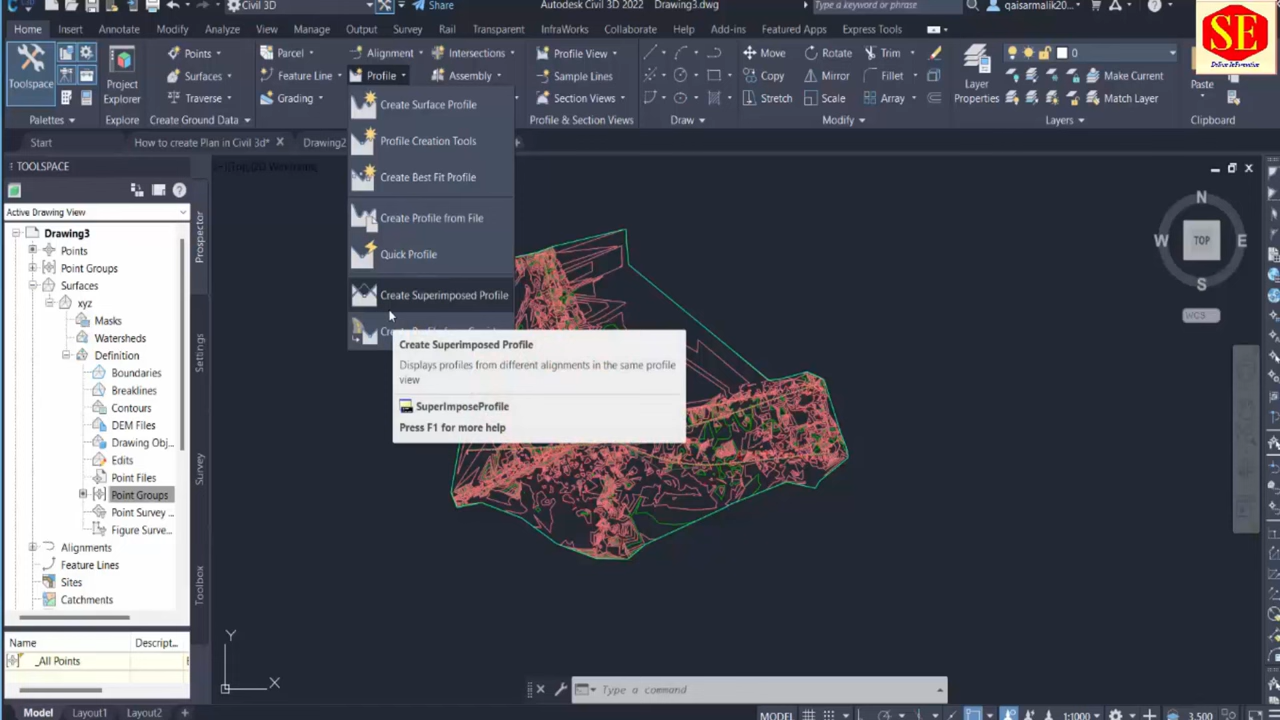 Civil 3D
Share
Autodesk Civil 3D 2022
Drawing3.dwg
Type a keyword or phrase
qaisarmalik20...
Home
Insert
Annotate
Modify
Analyze
View
Manage
Output
Survey
Rail
Transparent
InfraWorks
Collaborate
Help
Add-ins
Featured Apps
Express Tools
SE
Toolspace
Project
Explorer
Points
Surfaces
Traverse
Parcel
Feature Line
Grading
Alignment
Profile
Intersections
Assembly
Profile View
Sample Lines
Section Views
Move
Copy
Stretch
Rotate
Mirror
Scale
Trim
Fillet
Array
Layer
Properties
0
Make Current
Match Layer
Paste
Palettes
Explore
Create Ground Data
Profile & Section Views
Draw
Modify
Layers
Clipboard
Start
How to create Plan in Civil 3d*
Drawing2
Create Surface Profile
Profile Creation Tools
Create Best Fit Profile
Create Profile from File
Quick Profile
Create Superimposed Profile
Create Superimposed Profile
Displays profiles from different alignments in the same profile
view
SuperImposeProfile
Press F1 for more help
TOOLSPACE
Active Drawing View
Drawing3
Points
Point Groups
Surfaces
xyz
Masks
Watersheds
Definition
Boundaries
Breaklines
Contours
DEM Files
Drawing Obj...
Edits
Point Files
Point Groups
Point Survey ...
Figure Surve...
Alignments
Feature Lines
Sites
Catchments
Name
Descript...
_All Points
Prospector
Settings
Survey
Toolbox
N
W
TOP
E
S
WCS
Y
X
Type a command
Model
Layout1
Layout2
MODEL
1:1000
3.500